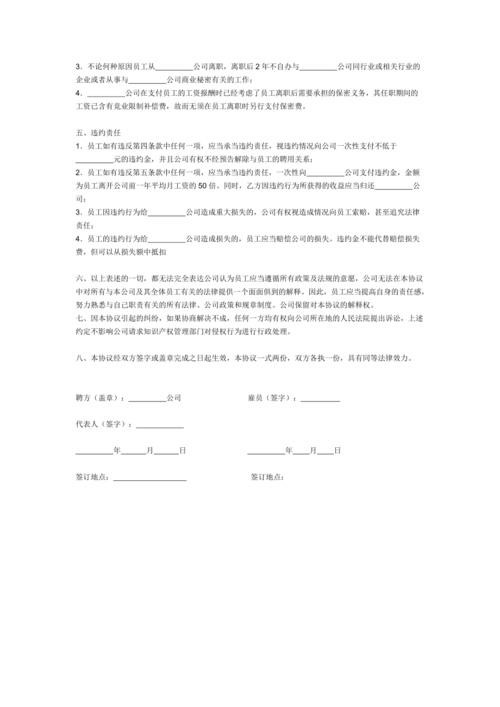 3．不论何种原因员工从_________公司离职，离职后2年不自办与_________公司同行业或相关行业的
企业或者从事与_________公司商业秘密有关的工作；
4．_________公司在支付员工的工资报酬时已经考虑了员工离职后需要承担的保密义务，其任职期间的
工资已含有竞业限制补偿费，故而无须在员工离职时另行支付保密费。
五、违约责任
1．员工如有违反第四条款中任何一项，应当承当违约责任，视违约情况向公司一次性支付不低于
_________元的违约金，并且公司有权不经预告解除与员工的聘用关系；
2．员工如有违反第五条款中任何一项，应当承当违约责任，一次性向_________公司支付违约金，金额
为员工离开公司前一年平均月工资的50倍。同时，乙方因违约行为所获得的收益应当归还_________公
司；
3．员工因违约行为给_________公司造成重大损失的，公司有权视造成情况向员工索赔，甚至追究法律
责任；
4．员工的违约行为给_________公司造成损失的，员工应当赔偿公司的损失。违约金不能代替赔偿损失
费，但可以从损失额中抵扣
六、以上表述的一切，都无法完全表达公司认为员工应当遵循所有政策及法规的意愿，公司无法在本协议
中对所有与本公司及其全体员工有关的法律提供一个面面俱到的解释。因此，员工应当提高自身的责任感，
努力熟悉与自己职责有关的所有法律、公司政策和规章制度。公司保留对本协议的解释权。
七、因本协议引起的纠纷，如果协商解决不成，任何一方均有权向公司所在地的人民法院提出诉讼，上述
约定不影响公司请求知识产权管理部门对侵权行为进行行政处理。
八、本协议经双方签字或盖章完成之日起生效，本协议一式两份，双方各执一份，具有同等法律效力。
聘方（盖章）：_________公司 雇员（签字）：_________
代表人（签字）：___________
_________年______月______日 _________年____月____日
签订地点：_________________ 签订地点：